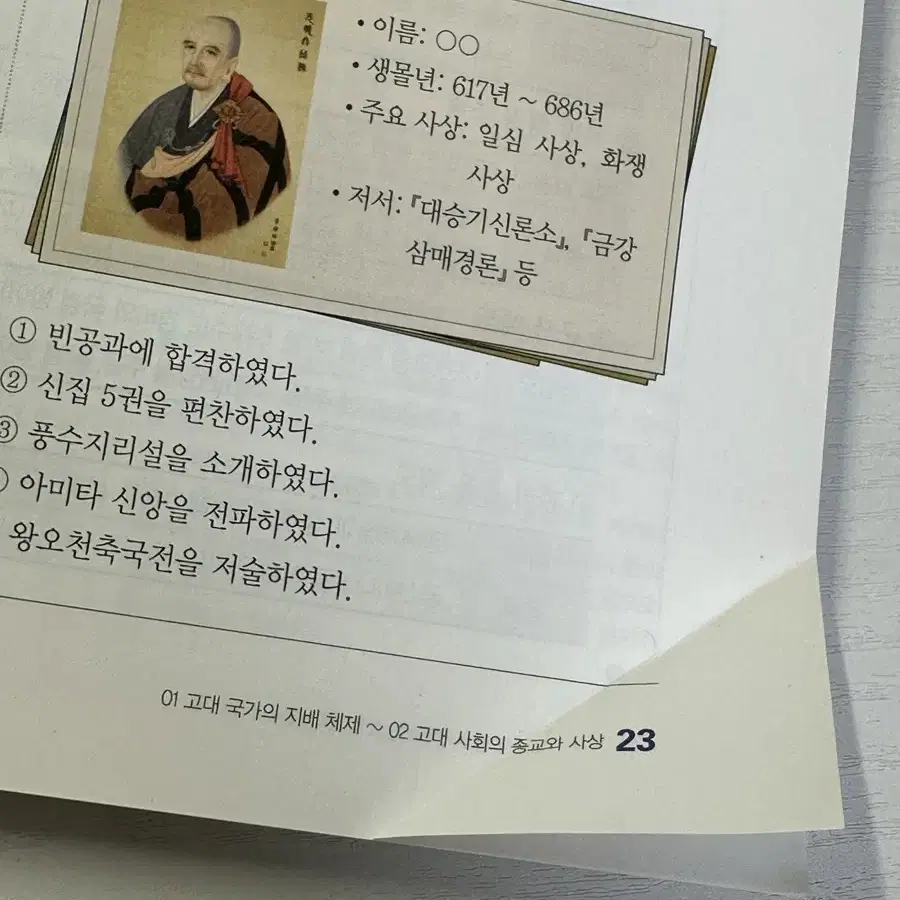 • 이름: ○○
• 생몰년: 617년 ~ 686년
• 주요 사상: 일심 사상, 화쟁
사상
• 저서: 『대승기신론소』, 『금강
삼매경론』 등
① 빈공과에 합격하였다.
② 신집 5권을 편찬하였다.
③ 풍수지리설을 소개하였다.
아미타 신앙을 전파하였다.
왕오천축국전을 저술하였다.
01 고대 국가의 지배 체제 ~ 02 고대 사회의 종교와 사상 23